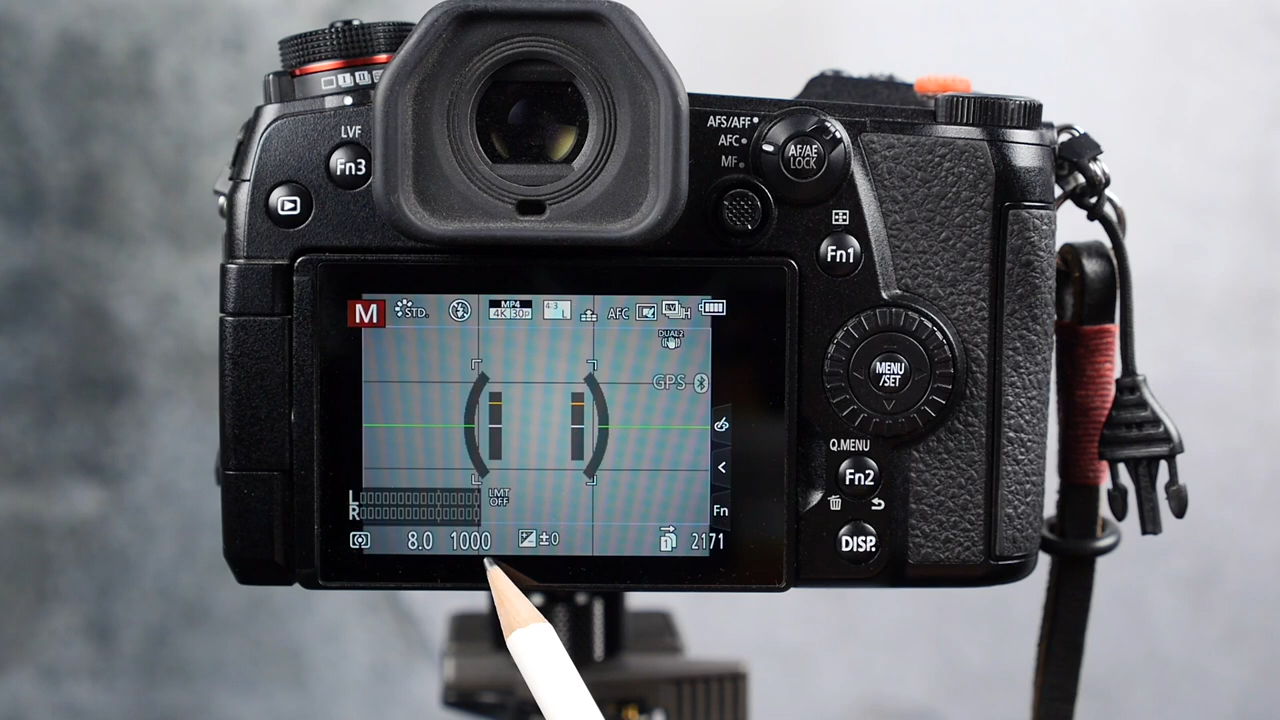 LVF
Fn3
AFS/AFF
AFC
MF
AF/AE
LOCK
Fn1
M STD. MP4 4K 30p 4:3 L AFC H
DUAL2
GPS
MENU
/SET
Q.MENU
Fn2
L
R
LMT
OFF
Fn
8.0 1000 ±0 1 2171
DISP.